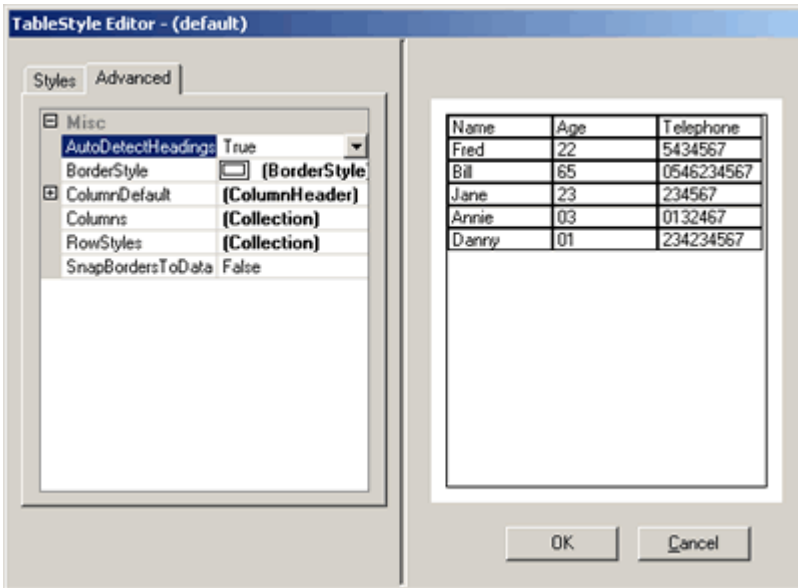 TableStyle Editor - (default)
Styles Advanced
Misc
AutoDetectHeadings True
BorderStyle (BorderStyle)
ColumnDefault (ColumnHeader)
Columns (Collection)
RowStyles (Collection)
SnapBordersToData False
Name Age Telephone
Fred 22 5434567
Bill 65 0546234567
Jane 23 234567
Annie 03 0132467
Danny 01 234234567
OK Cancel